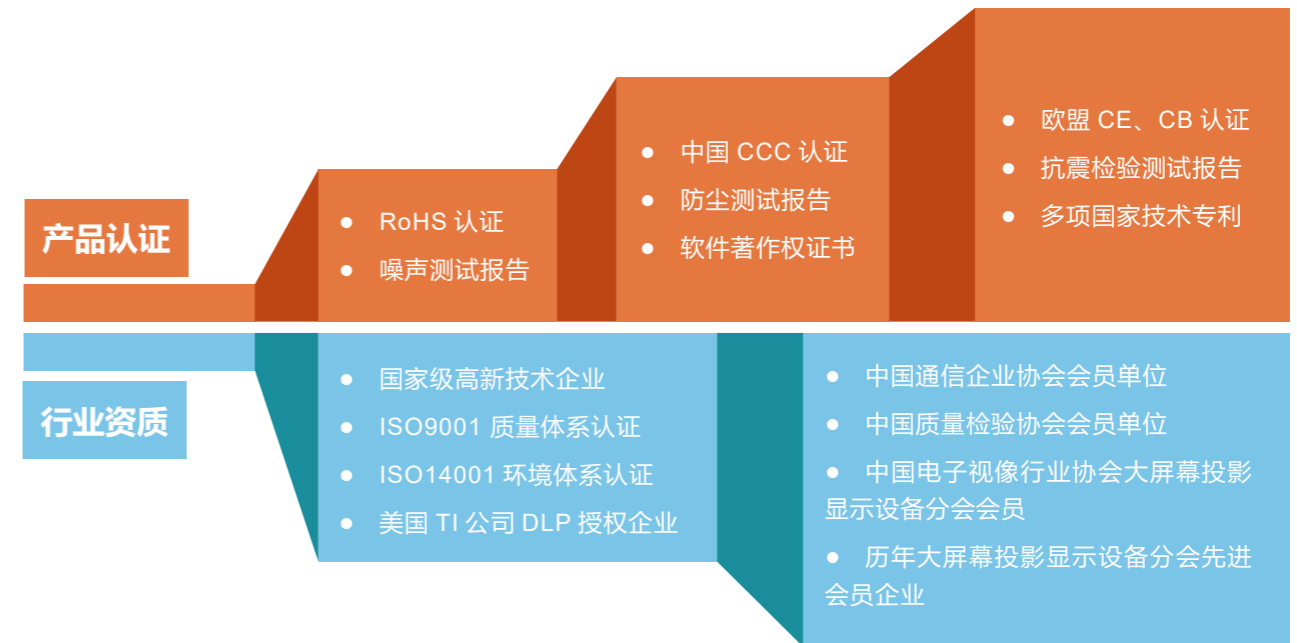 产品认证
● RoHS 认证
● 噪声测试报告
● 中国 CCC 认证
● 防尘测试报告
● 软件著作权证书
● 欧盟 CE、CB 认证
● 抗震检验测试报告
● 多项国家技术专利
行业资质
● 国家级高新技术企业
● ISO9001 质量体系认证
● ISO14001 环境体系认证
● 美国 TI 公司 DLP 授权企业
● 中国通信企业协会会员单位
● 中国质量检验协会会员单位
● 中国电子视像行业协会大屏幕投影
显示设备分会会员
● 历年大屏幕投影显示设备分会先进
会员企业